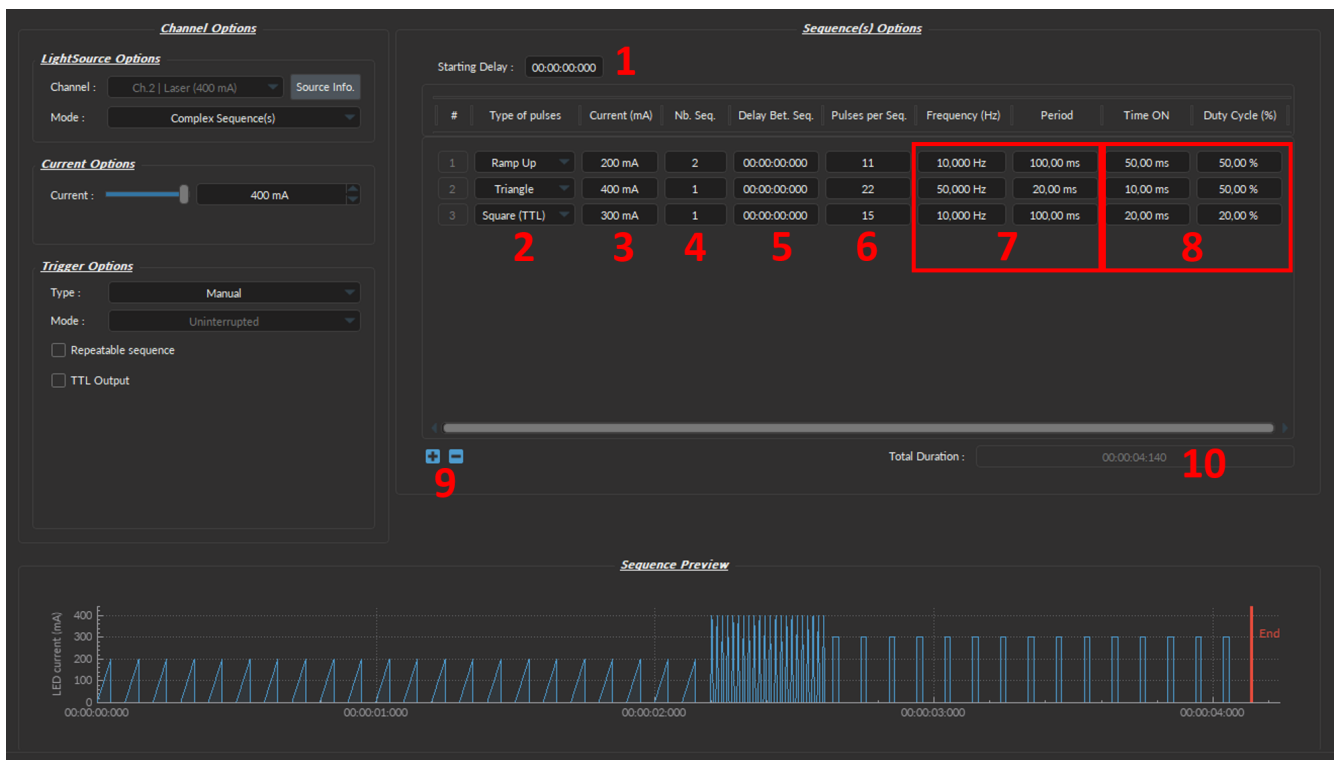 Channel Options
LightSource Options
Channel : Ch.2 | Laser (400 mA) Source Info.
Mode : Complex Sequence(s)
Current Options
Current : 400 mA
Trigger Options
Type : Manual
Mode : Uninterrupted
Repeatable sequence
TTL Output
Sequence(s) Options
Starting Delay : 00:00:00:000 1
# Type of pulses Current (mA) Nb. Seq. Delay Bet. Seq. Pulses per Seq. Frequency (Hz) Period Time ON Duty Cycle (%)
1 Ramp Up 200 mA 2 00:00:00:000 11 10,000 Hz 100,00 ms 50,00 ms 50,00 %
2 Triangle 400 mA 1 00:00:00:000 22 50,000 Hz 20,00 ms 10,00 ms 50,00 %
3 Square (TTL) 300 mA 1 00:00:00:000 15 10,000 Hz 100,00 ms 20,00 ms 20,00 %
2 3 4 5 6 7 8
9
Total Duration : 00:00:04:140 10
Sequence Preview
LED current (mA)
400
300
200
100
0
End
00:00:00:000 00:00:01:000 00:00:02:000 00:00:03:000 00:00:04:000